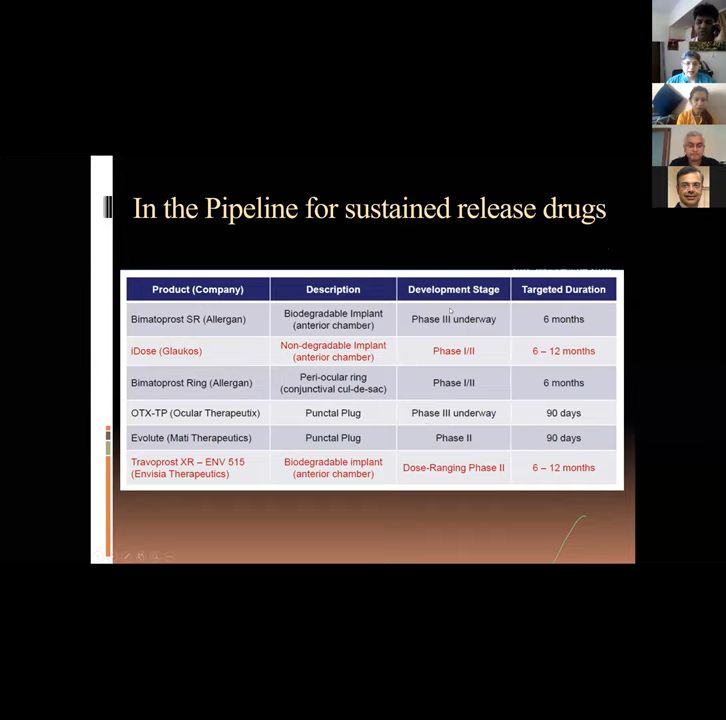 In the Pipeline for sustained release drugs
Product (Company) Description Development Stage Targeted Duration
Bimatoprost SR (Allergan) Biodegradable Implant (anterior chamber) Phase III underway 6 months
iDose (Glaukos) Non-degradable Implant (anterior chamber) Phase I/II 6 – 12 months
Bimatoprost Ring (Allergan) Peri-ocular ring (conjunctival cul-de-sac) Phase I/II 6 months
OTX-TP (Ocular Therapeutix) Punctal Plug Phase III underway 90 days
Evolute (Mati Therapeutics) Punctal Plug Phase II 90 days
Travoprost XR – ENV 515 (Envisia Therapeutics) Biodegradable implant (anterior chamber) Dose-Ranging Phase II 6 – 12 months